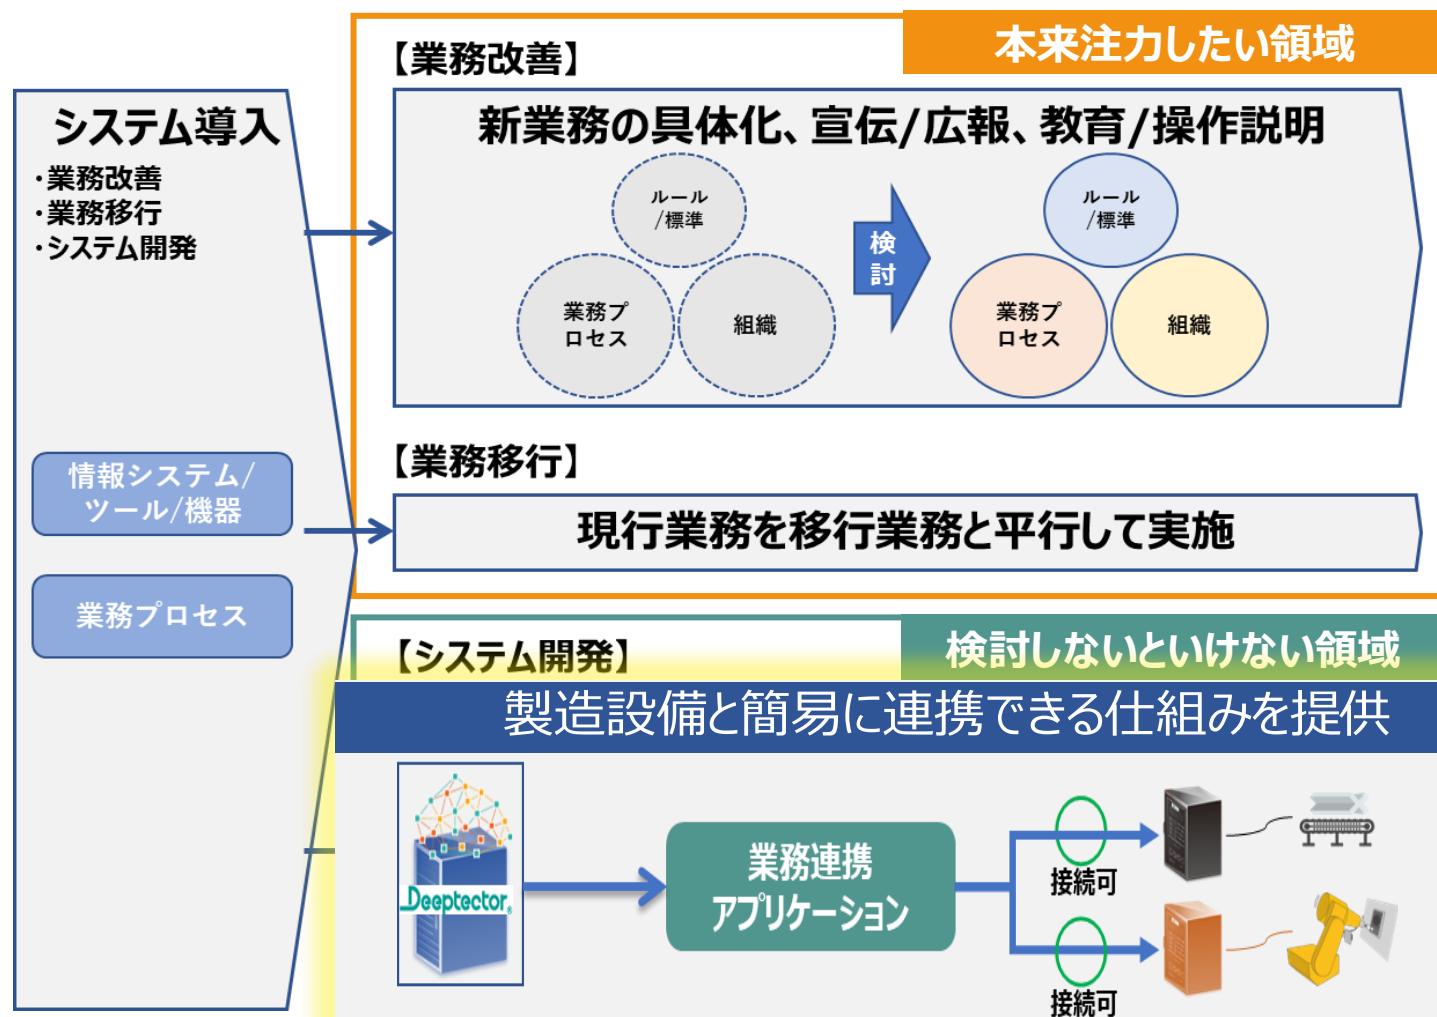 本来注力したい領域
【業務改善】
システム導入
・業務改善
・業務移行
・システム開発
新業務の具体化、宣伝/広報、教育/操作説明
ルール
/標準
業務プ
ロセス
組織
検
討
ルール
/標準
業務プ
ロセス
組織
【業務移行】
現行業務を移行業務と平行して実施
情報システム/
ツール/機器
業務プロセス
【システム開発】
検討しないといけない領域
製造設備と簡易に連携できる仕組みを提供
Deeptector®
業務連携
アプリケーション
接続可
接続可